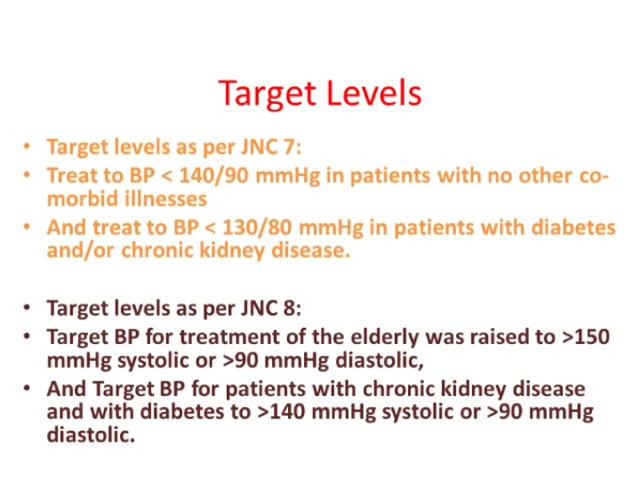 Target Levels
• Target levels as per JNC 7:
• Treat to BP < 140/90 mmHg in patients with no other co-
morbid illnesses
• And treat to BP < 130/80 mmHg in patients with diabetes
and/or chronic kidney disease.
• Target levels as per JNC 8:
• Target BP for treatment of the elderly was raised to >150
mmHg systolic or >90 mmHg diastolic,
• And Target BP for patients with chronic kidney disease
and with diabetes to >140 mmHg systolic or >90 mmHg
diastolic.